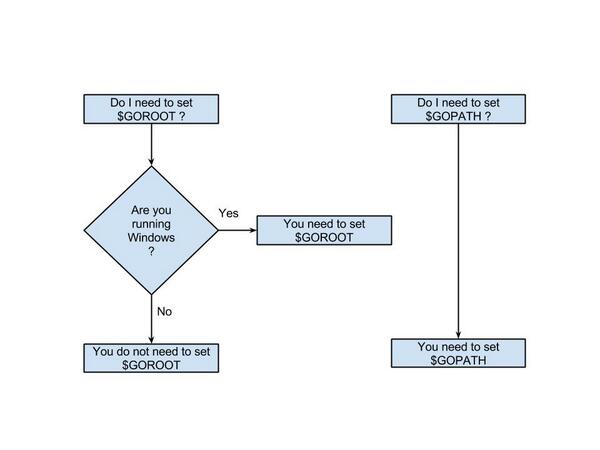 Do I need to set
$GOROOT ?
Do I need to set
$GOPATH ?
Are you
running
Windows
?
Yes
You need to set
$GOROOT
No
You do not need to set
$GOROOT
You need to set
$GOPATH